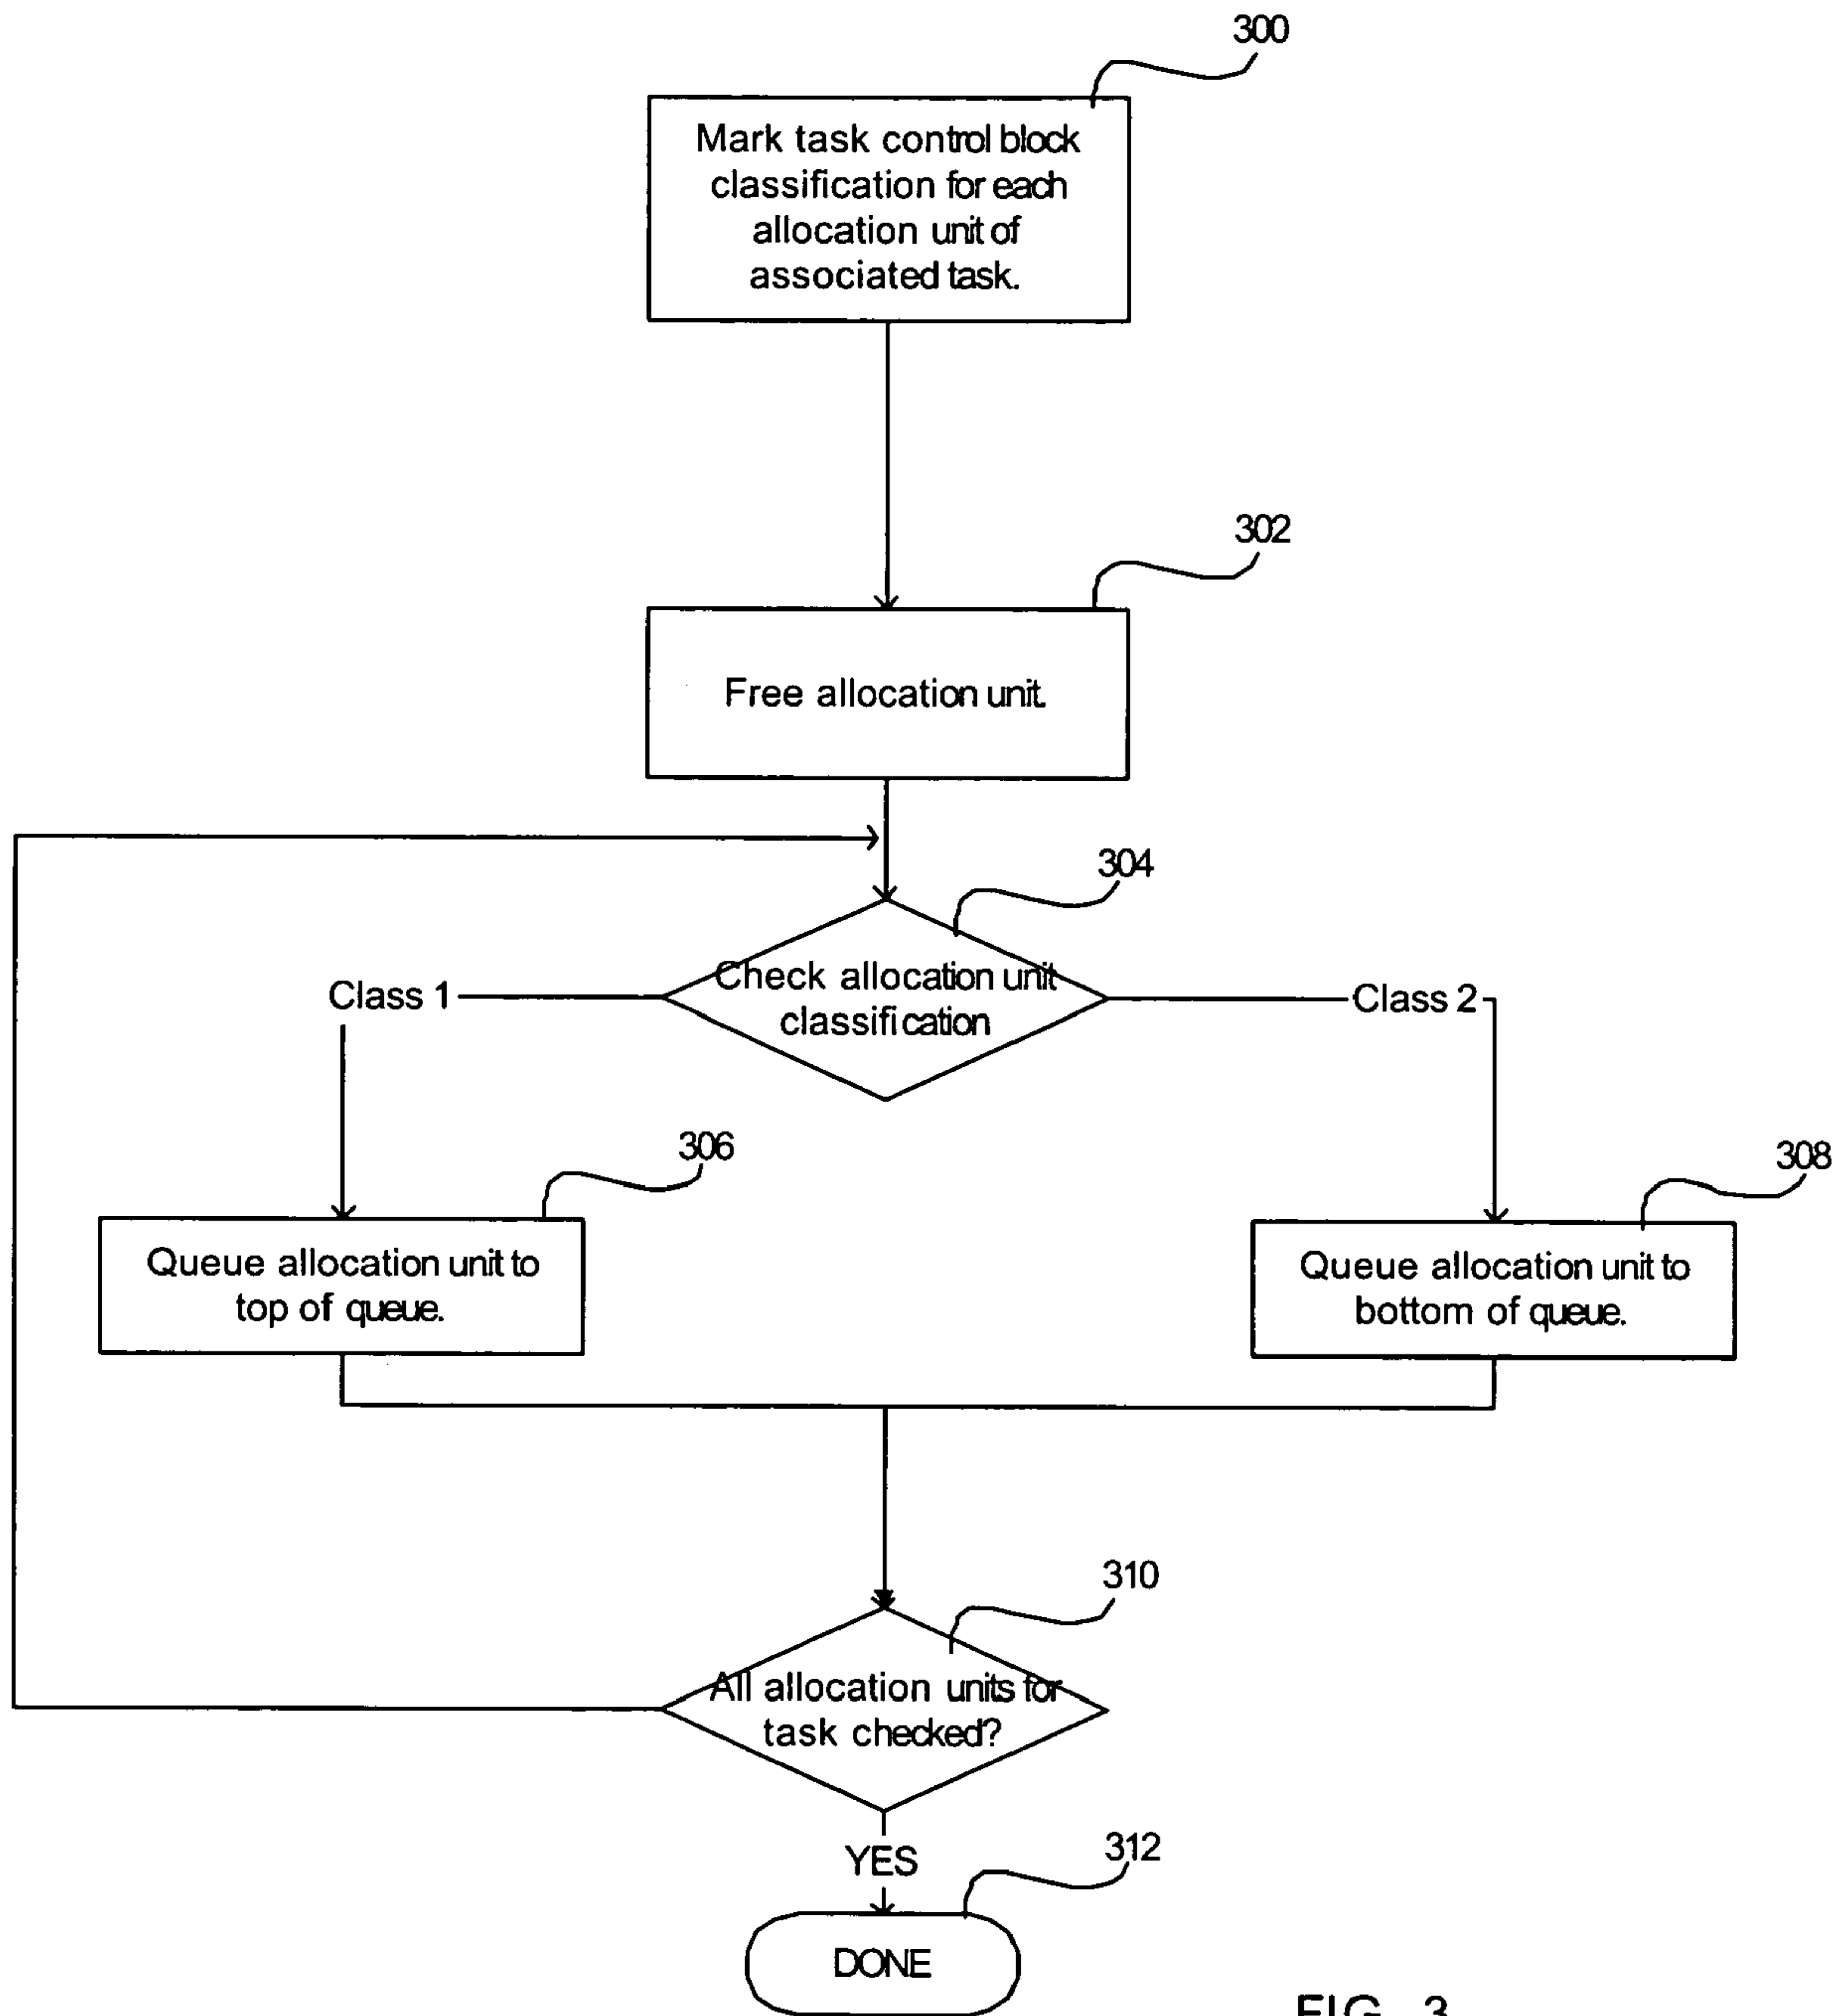 300
Mark task control block
classification for each
allocation unit of
associated task.
302
Free allocation unit.
304
Check allocation unit
classification
Class 1
Class 2
306
308
Queue allocation unit to
top of queue.
Queue allocation unit to
bottom of queue.
310
All allocation units for
task checked?
YES
312
DONE
FIG. 3